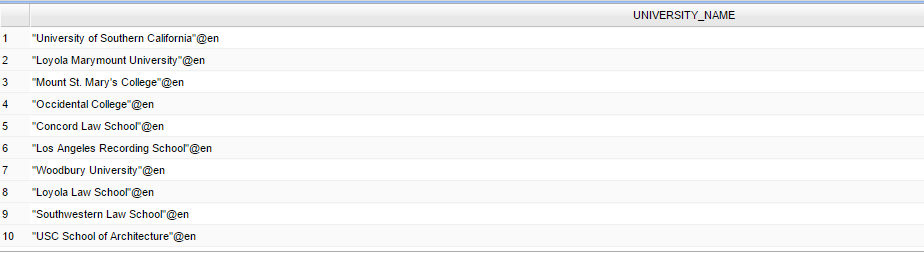 UNIVERSITY_NAME
1 "University of Southern California"@en
2 "Loyola Marymount University"@en
3 "Mount St. Mary's College"@en
4 "Occidental College"@en
5 "Concord Law School"@en
6 "Los Angeles Recording School"@en
7 "Woodbury University"@en
8 "Loyola Law School"@en
9 "Southwestern Law School"@en
10 "USC School of Architecture"@en